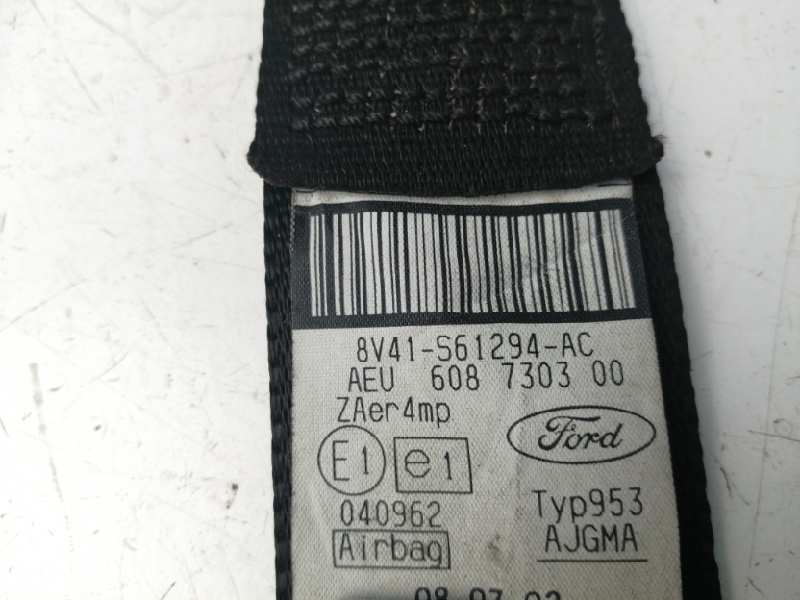 8V41-S61294-AC
AEU 608 7303 00
ZAer4mp
E1 e1 Ford
040962 Typ953
Airbag AJGMA